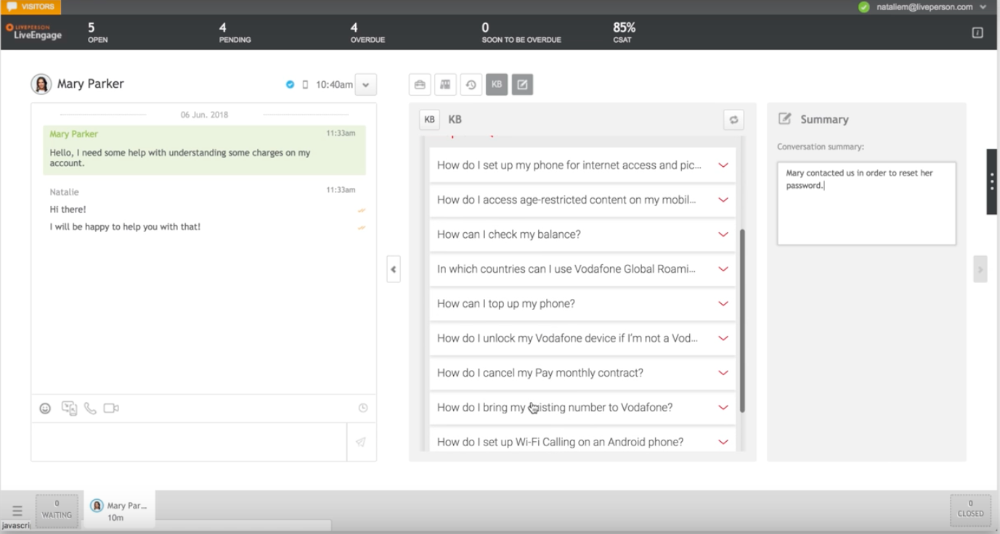 VISITORS
nataliem@liveperson.com
LIVEPERSON
LiveEngage
5
OPEN
4
PENDING
4
OVERDUE
0
SOON TO BE OVERDUE
85%
CSAT
i
Mary Parker
10:40am
06 Jun. 2018
Mary Parker
11:33am
Hello, I need some help with understanding some charges on my
account.
Natalie
11:33am
Hi there!
I will be happy to help you with that!
KB
KB
KB
How do I set up my phone for internet access and pic...
How do I access age-restricted content on my mobil...
How can I check my balance?
In which countries can I use Vodafone Global Roami...
How can I top up my phone?
How do I unlock my Vodafone device if I'm not a Vod...
How do I cancel my Pay monthly contract?
How do I bring my existing number to Vodafone?
How do I set up Wi-Fi Calling on an Android phone?
Summary
Conversation summary:
Mary contacted us in order to reset her
password.
0
WAITING
Mary Par...
10m
0
CLOSED
javascri